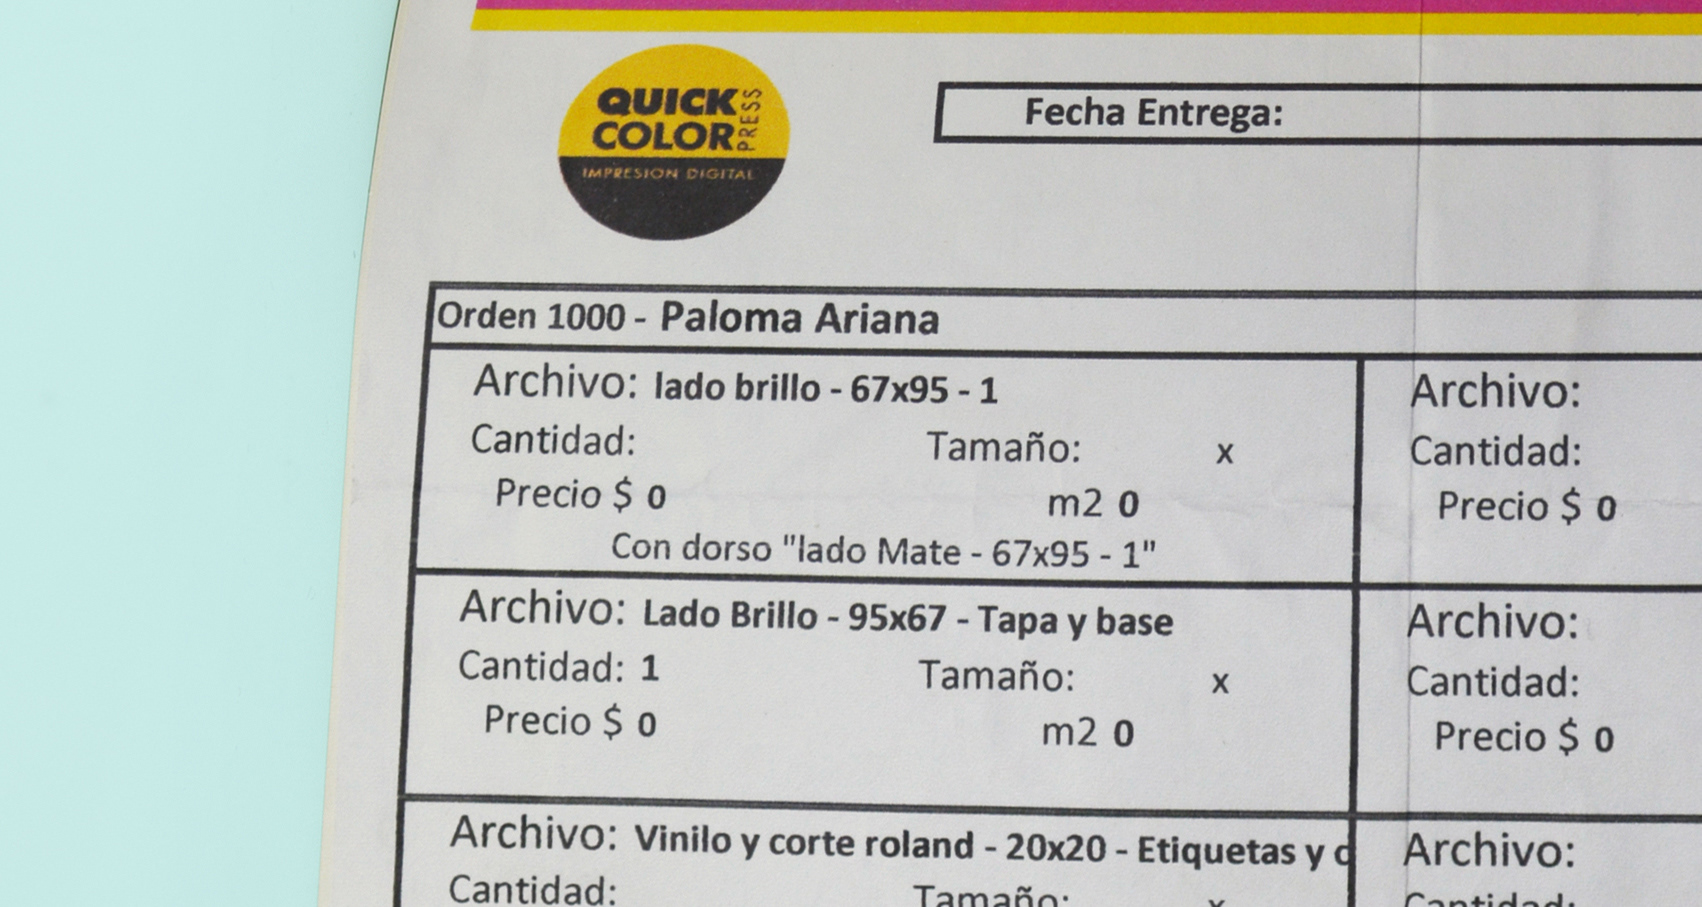 QUICK
COLOR
PRESS
IMPRESION DIGITAL
Fecha Entrega:
Orden 1000 - Paloma Ariana
Archivo: lado brillo - 67x95 - 1
Cantidad: Tamaño: x
Precio $ 0 m2 0
Con dorso "lado Mate - 67x95 - 1"
Archivo:
Cantidad:
Precio $ 0
Archivo: Lado Brillo - 95x67 - Tapa y base
Cantidad: 1 Tamaño: x
Precio $ 0 m2 0
Archivo:
Cantidad:
Precio $ 0
Archivo: Vinilo y corte roland - 20x20 - Etiquetas y
Cantidad: Tamaño: x
Archivo:
Cantidad: